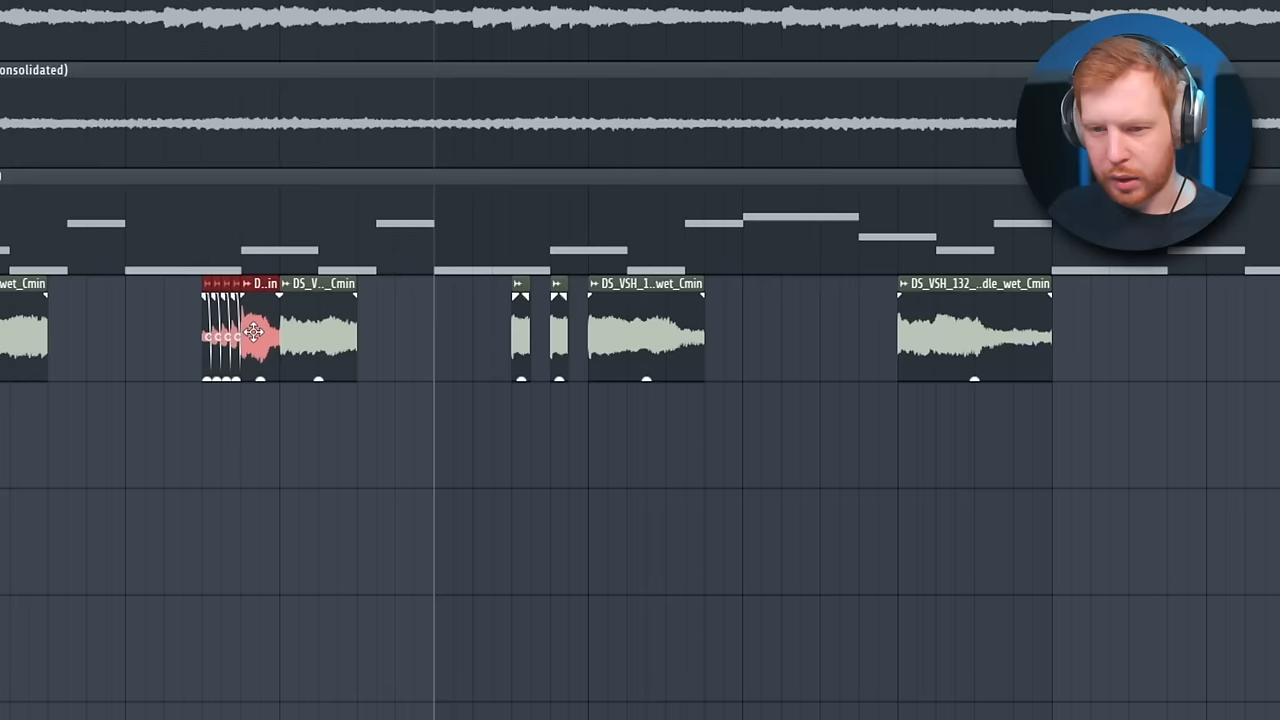 onsolidated)
wet_Cmin
D..in
DS_V.._Cmin
DS_VSH_1..wet_Cmin
DS_VSH_132_..dle_wet_Cmin
C C C C